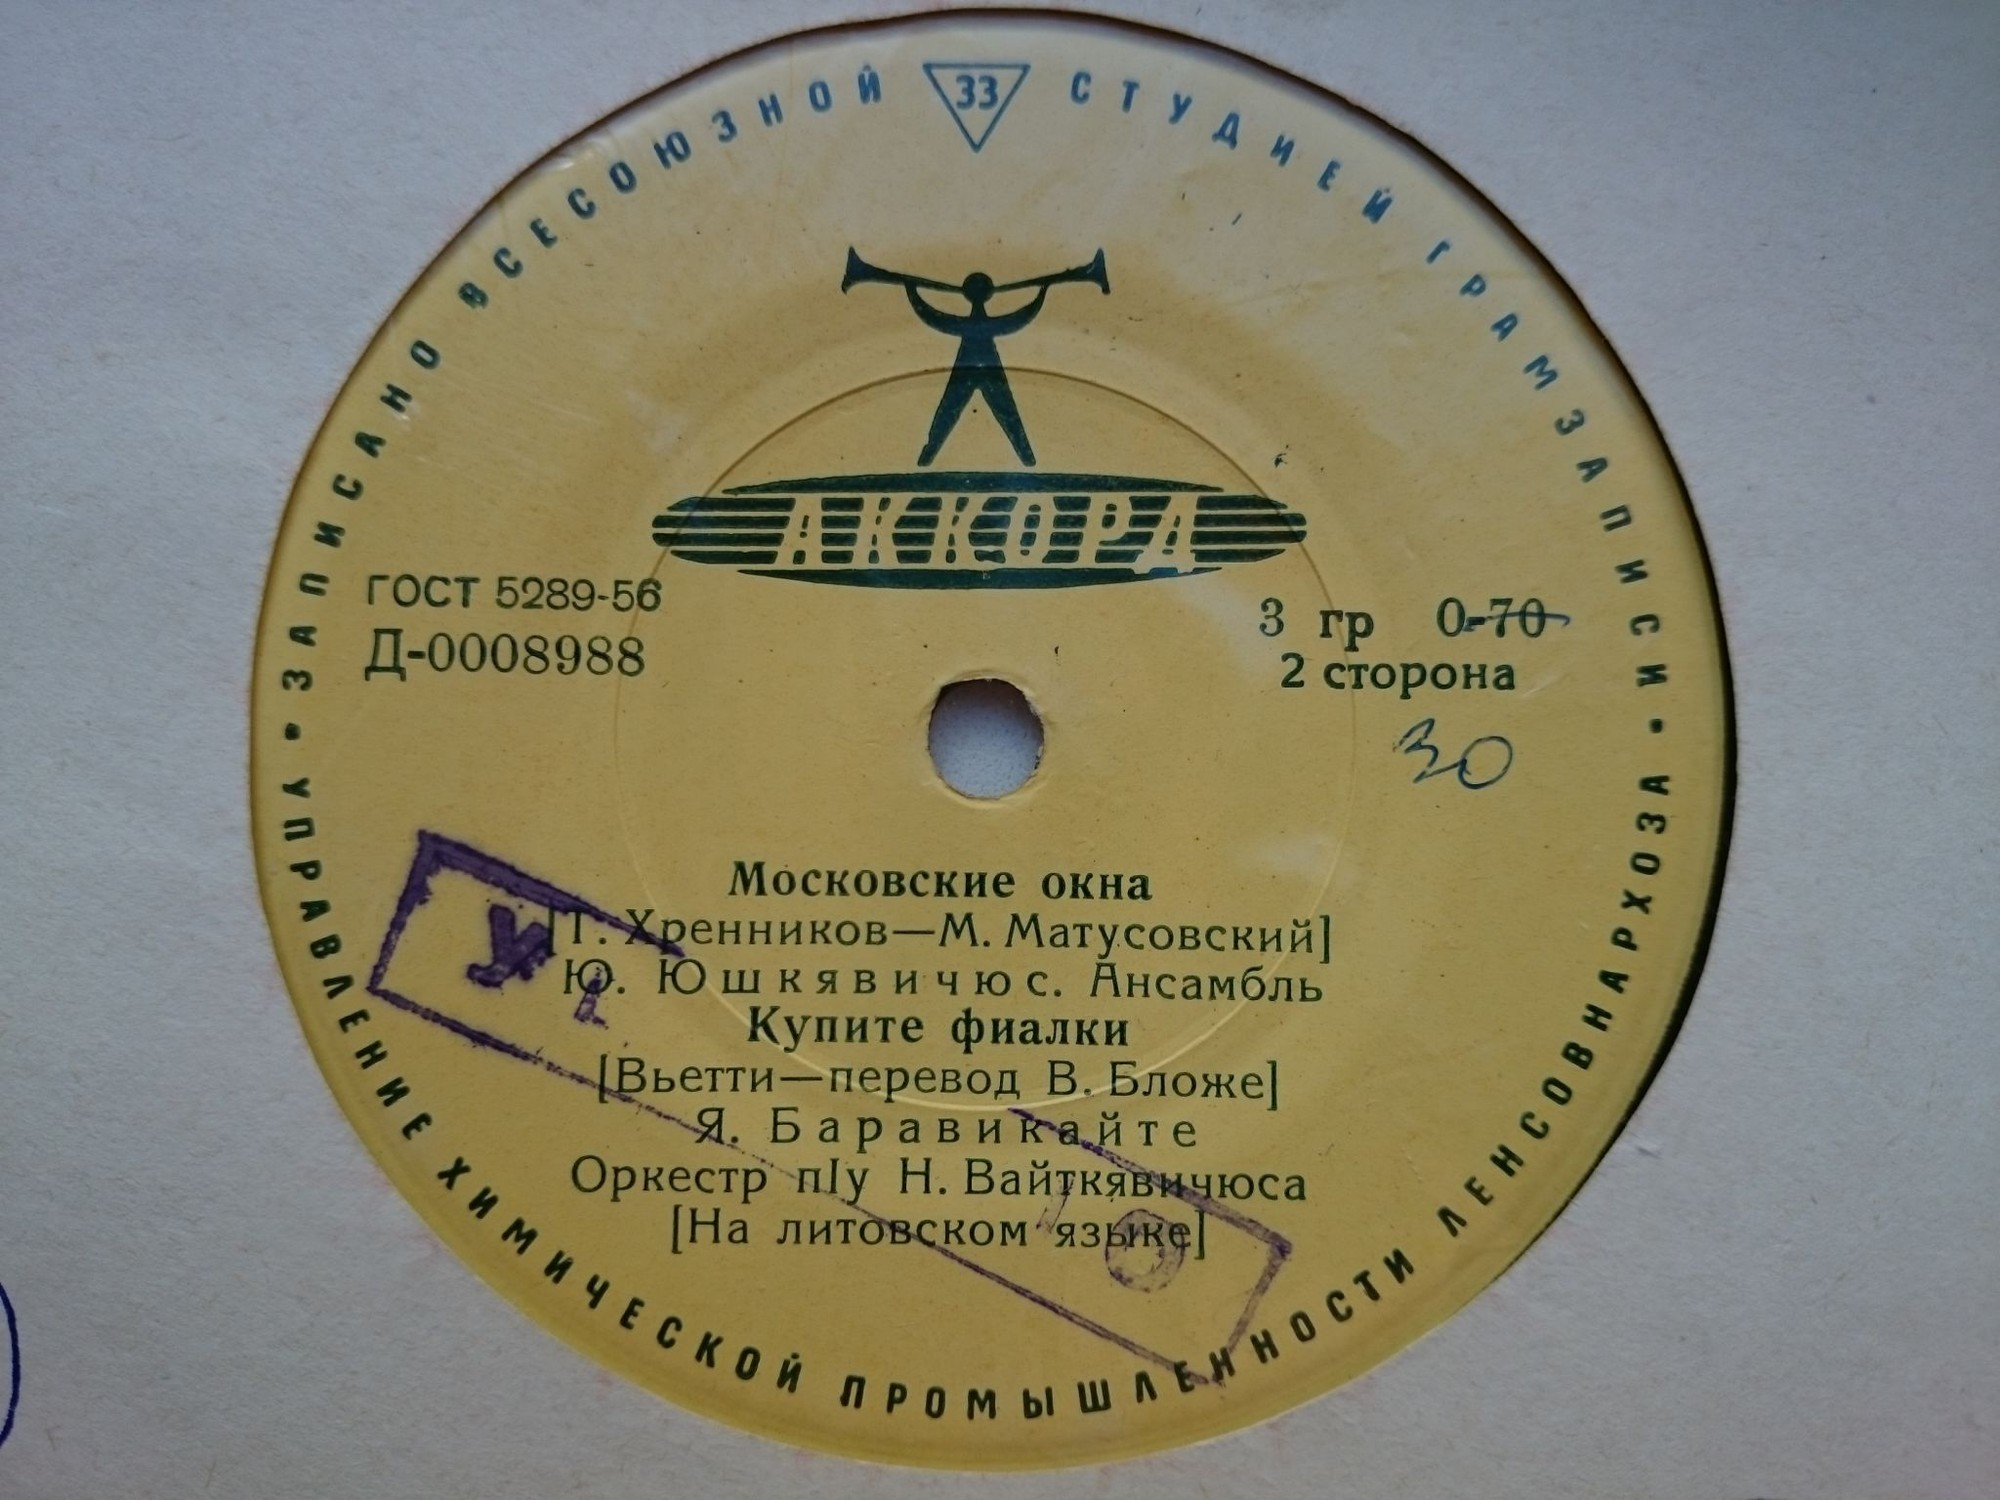 ЗАПИСАНО ВСЕСОЮЗНОЙ СТУДИЕЙ ГРАМЗАПИСИ •
33
АККОРД
ГОСТ 5289-56
Д-0008988
3 гр 0-70
2 сторона
30
Московские окна
[Т. Хренников—М. Матусовский]
Ю. Юшкявичюс. Ансамбль
Купите фиалки
[Вьетти—перевод В. Бложе]
Я. Баравикайте
Оркестр п/у Н. Вайткявичюса
[На литовском языке]
• УПРАВЛЕНИЕ ХИМИЧЕСКОЙ ПРОМЫШЛЕННОСТИ ЛЕНСОВНАРХОЗА